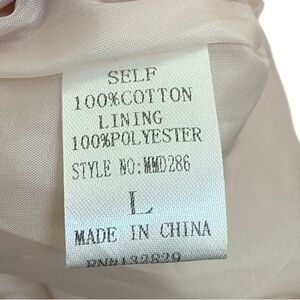 SELF
100%COTTON
LINING
100%POLYESTER
STYLE NO:MMD286
L
MADE IN CHINA